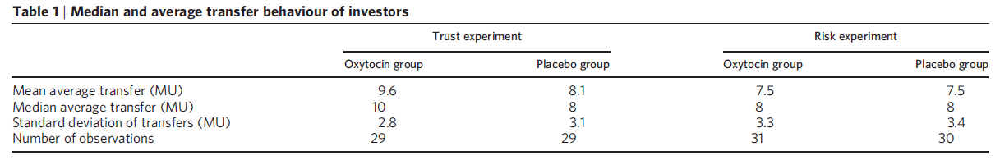 Table 1 | Median and average transfer behaviour of investors
Trust experiment Risk experiment
Oxytocin group Placebo group Oxytocin group Placebo group
Mean average transfer (MU) 9.6 8.1 7.5 7.5
Median average transfer (MU) 10 8 8 8
Standard deviation of transfers (MU) 2.8 3.1 3.3 3.4
Number of observations 29 29 31 30